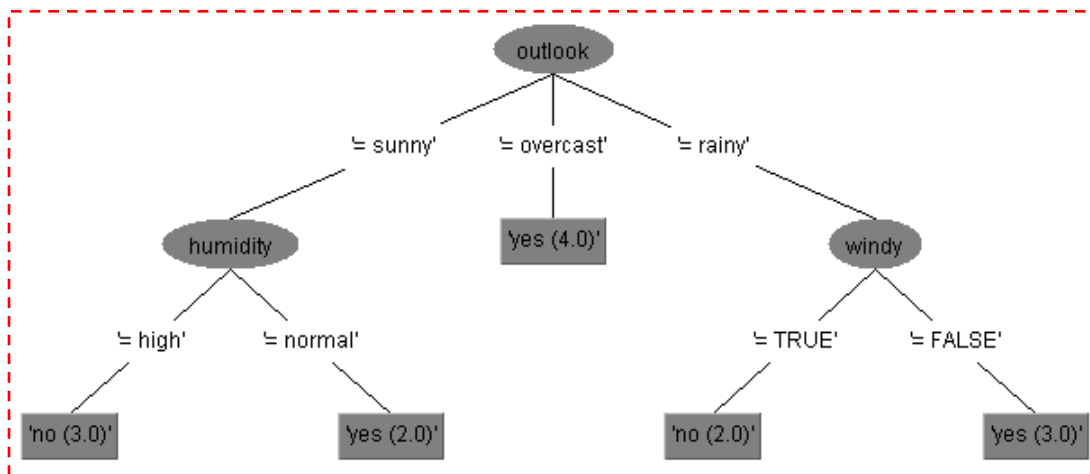 outlook
'= sunny' '= overcast' '= rainy'
humidity 'yes (4.0)' windy
'= high' '= normal' '= TRUE' '= FALSE'
'no (3.0)' 'yes (2.0)' 'no (2.0)' 'yes (3.0)'